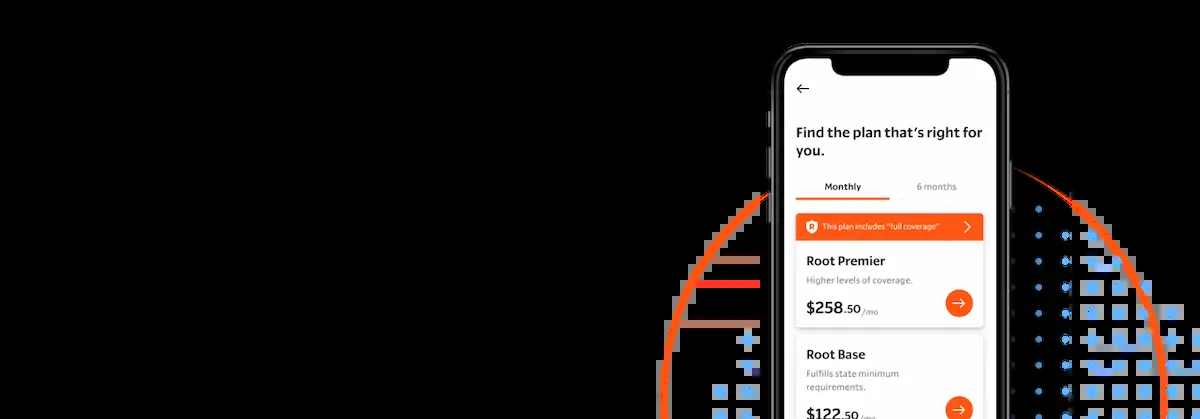 Find the plan that's right for
you.
Monthly
6 months
R
This plan includes "full coverage"
Root Premier
Higher levels of coverage.
$258.50/mo
Root Base
Fulfills state minimum
requirements.
$122.50/mo